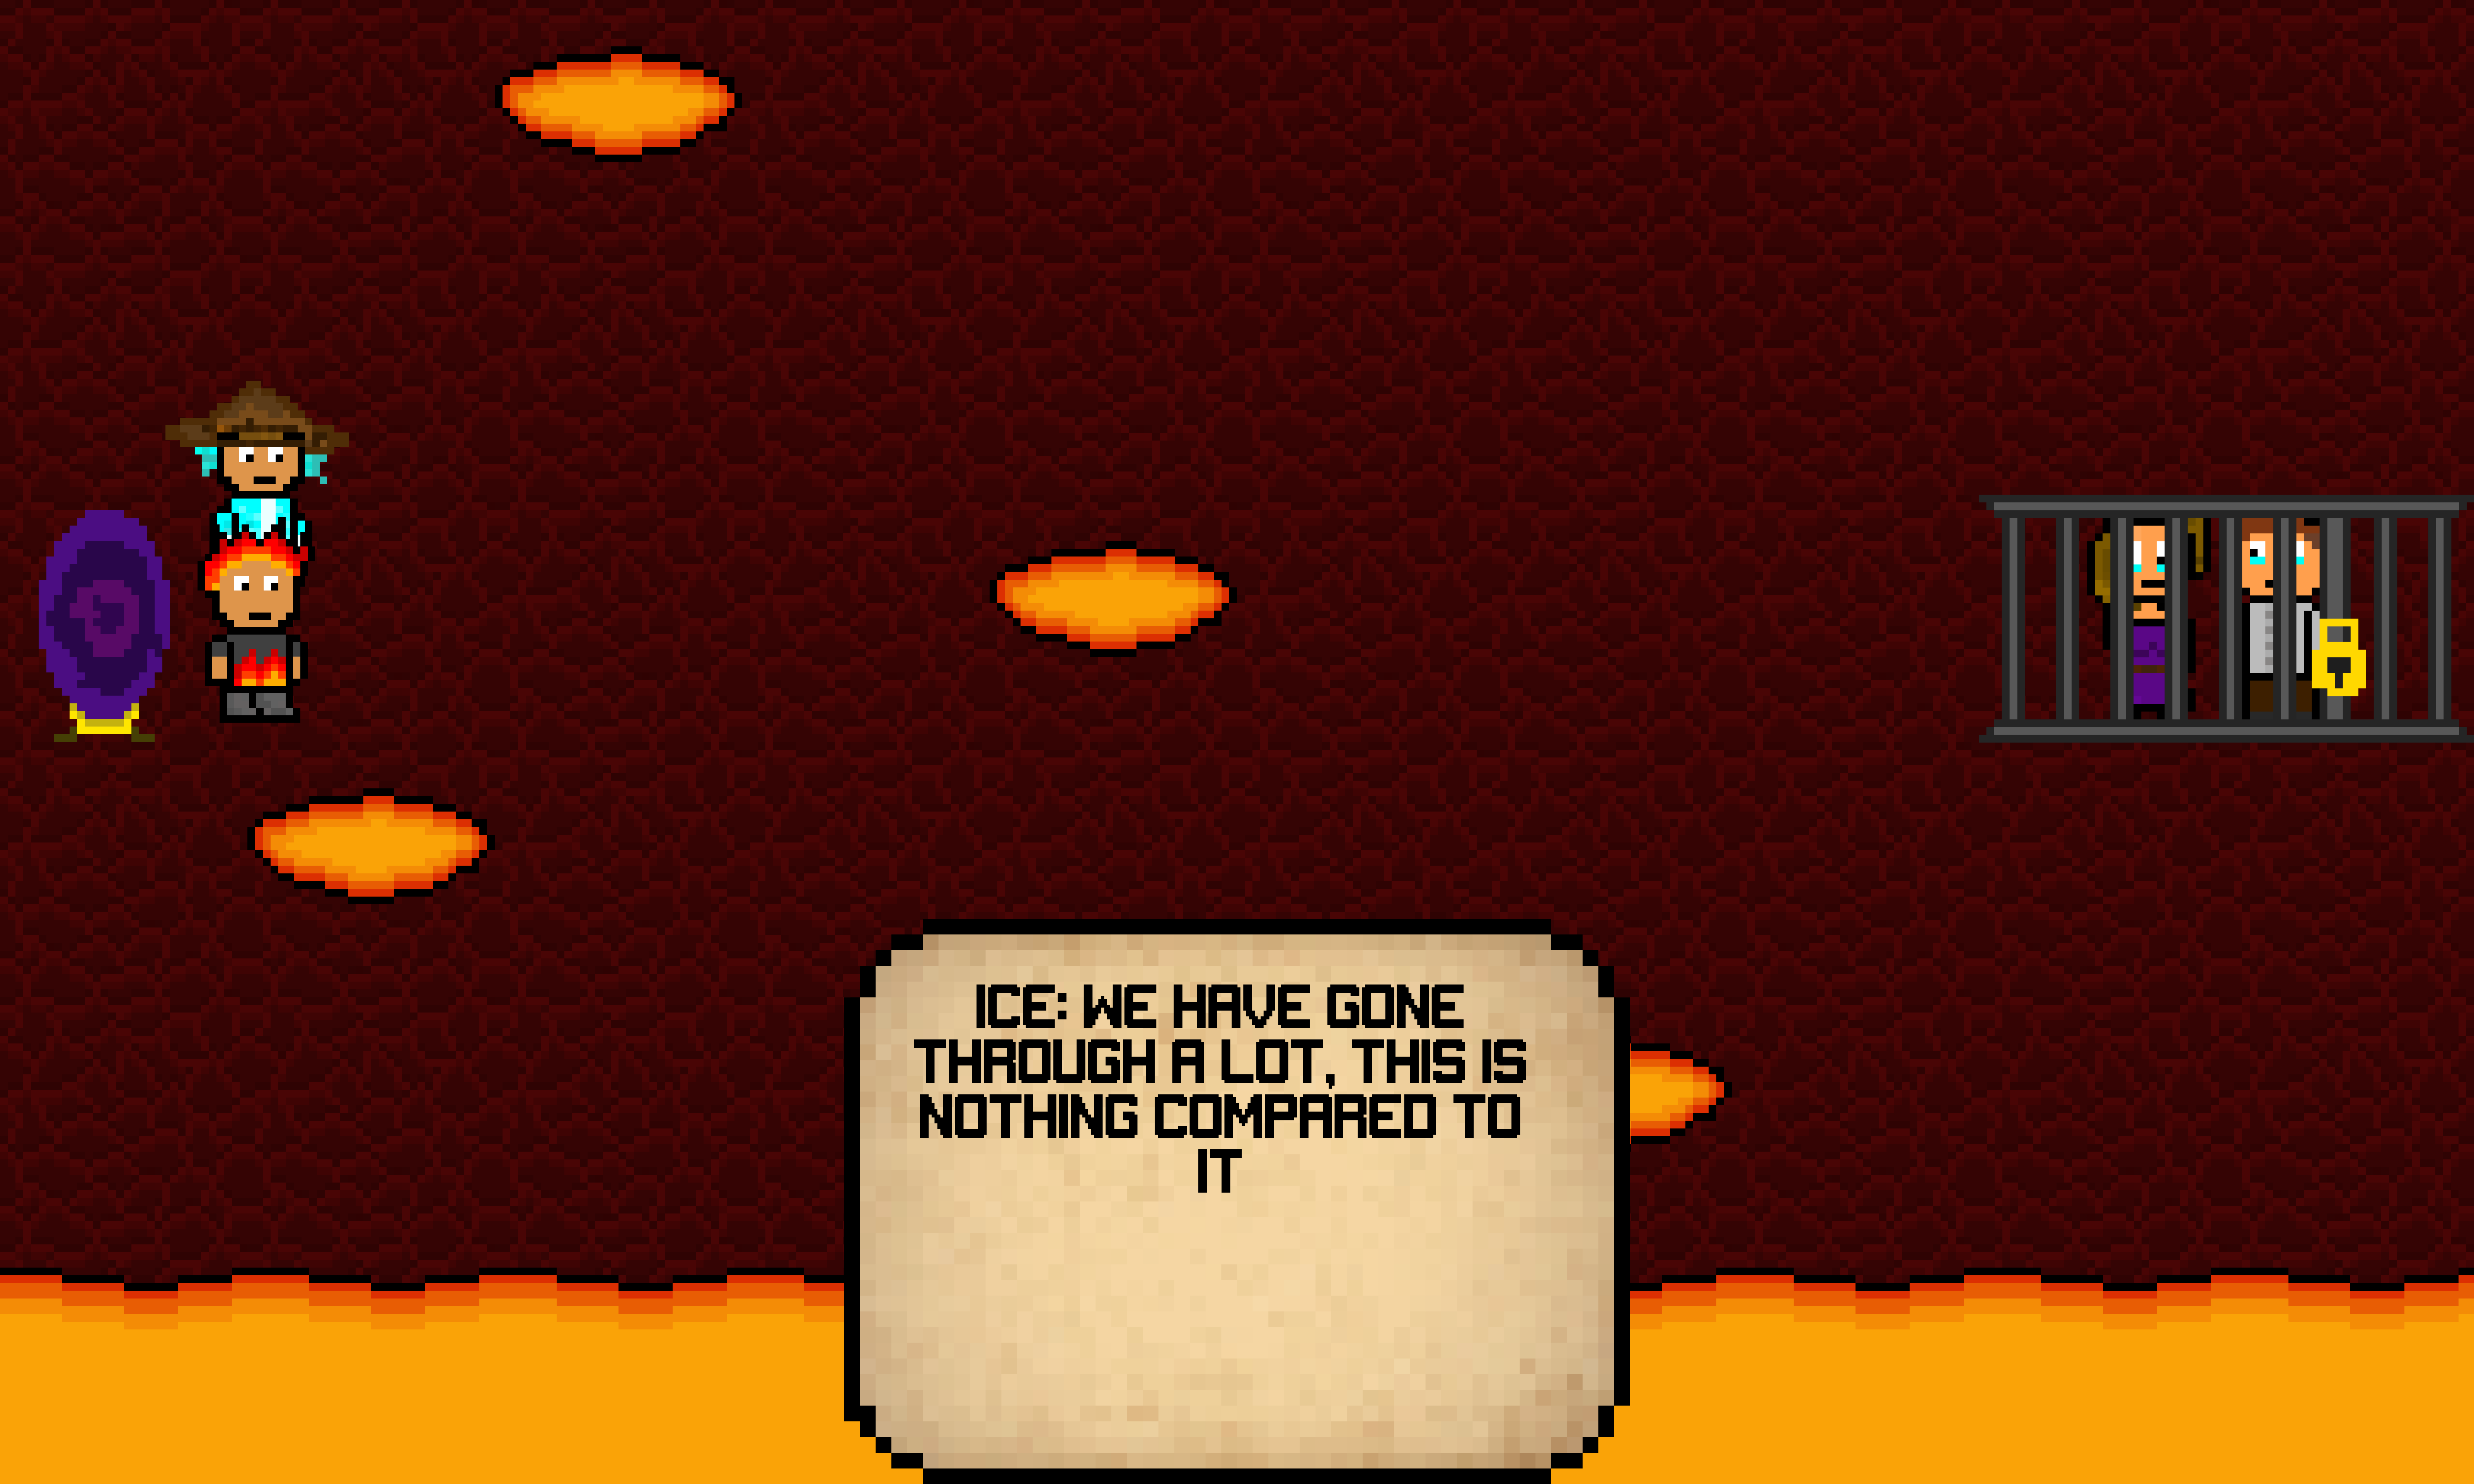 ICE: WE HAVE GONE
THROUGH A LOT, THIS IS
NOTHING COMPARED TO
IT